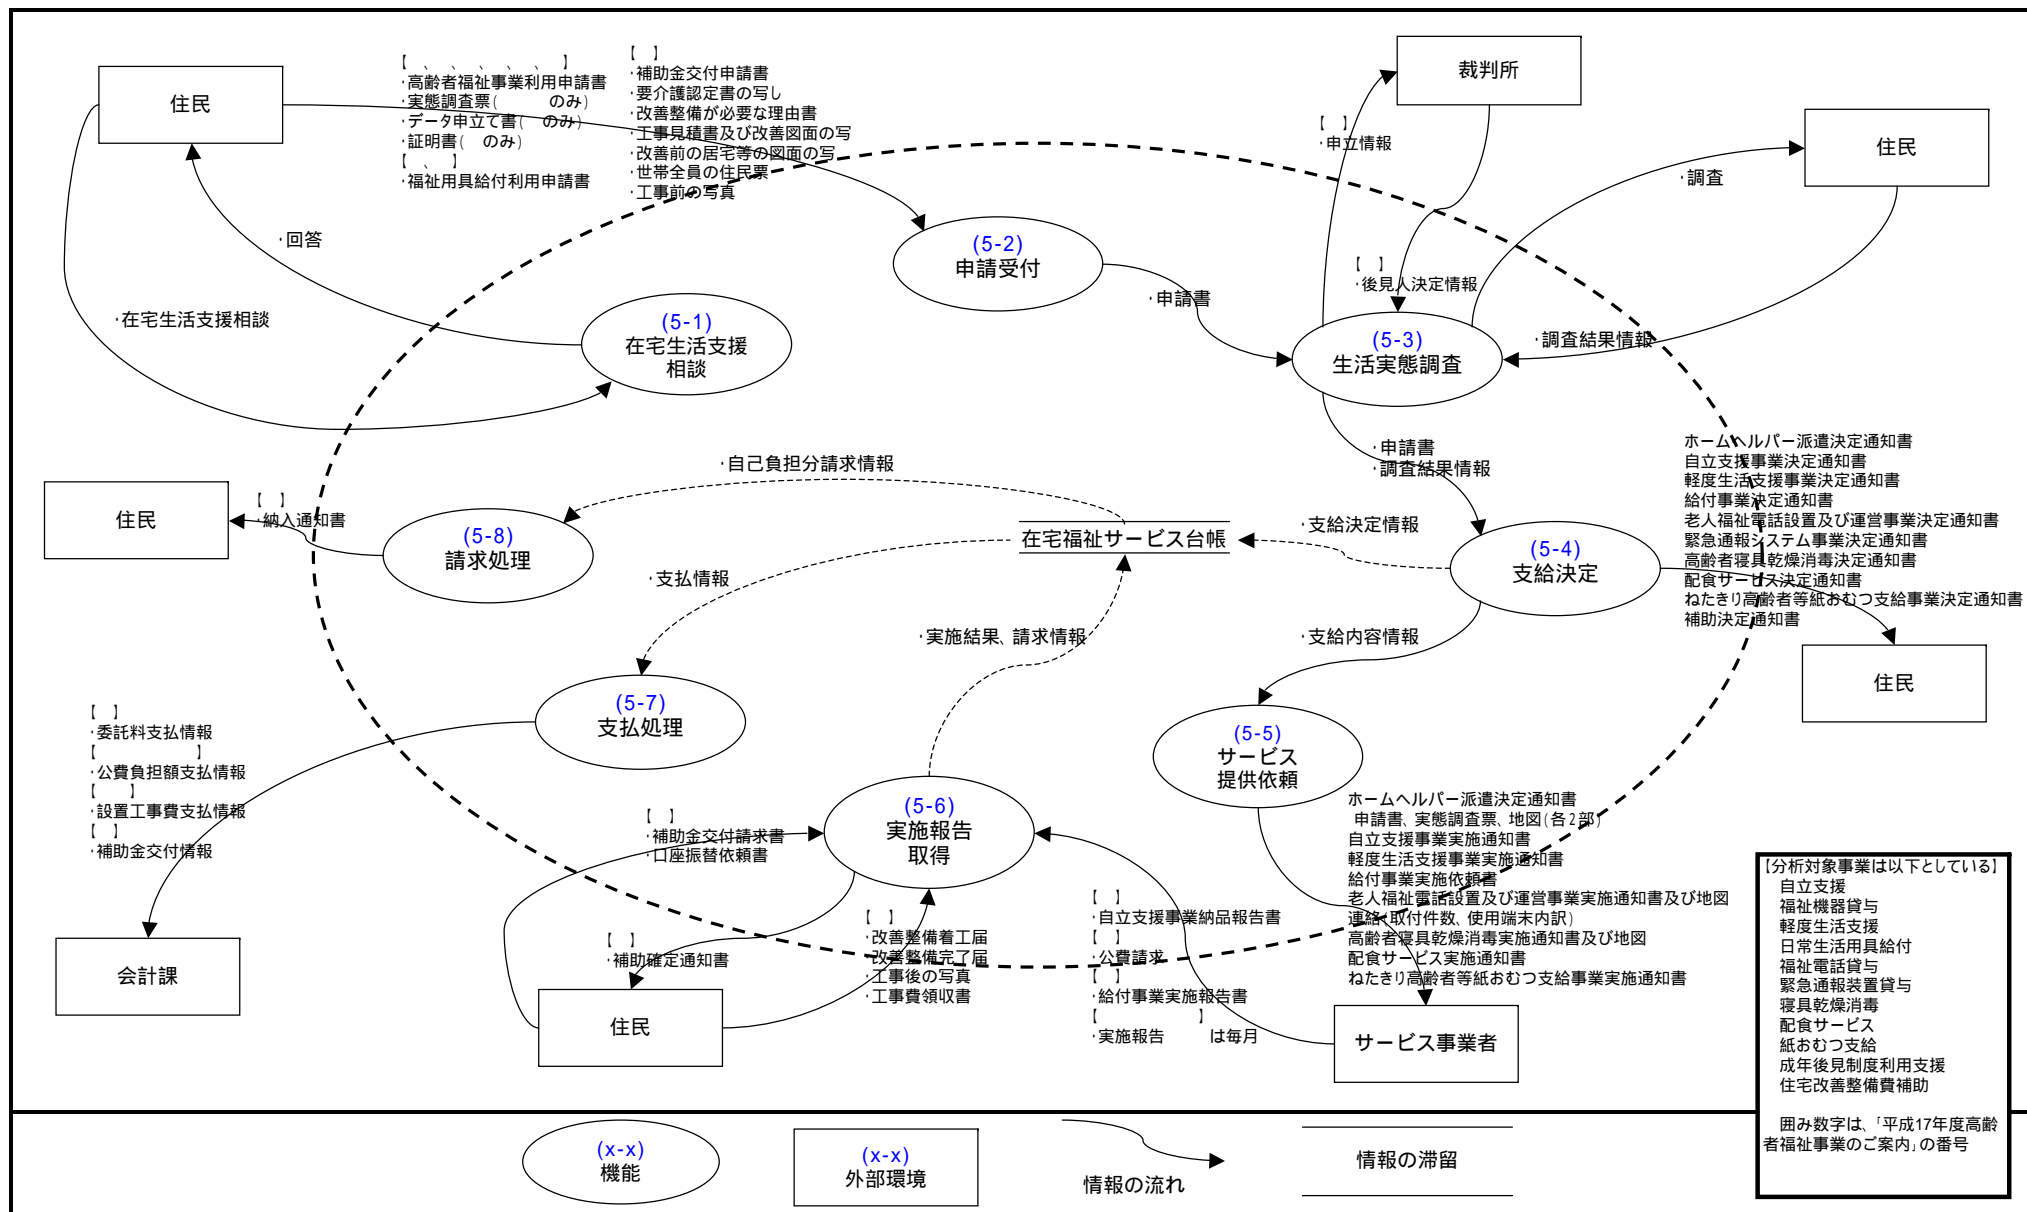 住民
【　、　、　、　、　、　】
・高齢者福祉事業利用申請書
・実態調査票(　　　のみ)
・データ申立て書(　のみ)
・証明書(　のみ)
【　、　】
・福祉用具給付利用申請書
【　】
・補助金交付申請書
・要介護認定書の写し
・改善整備が必要な理由書
・工事見積書及び改善図面の写
・改善前の居宅等の図面の写
・世帯全員の住民票
・工事前の写真
裁判所
【　】
・申立情報
住民
・調査
・回答
(5-2)
申請受付
・申請書
【　】
・後見人決定情報
・在宅生活支援相談
(5-1)
在宅生活支援
相談
(5-3)
生活実態調査
・調査結果情報
・申請書
・調査結果情報
ホームヘルパー派遣決定通知書
自立支援事業決定通知書
軽度生活支援事業決定通知書
給付事業決定通知書
老人福祉電話設置及び運営事業決定通知書
緊急通報システム事業決定通知書
高齢者寝具乾燥消毒決定通知書
配食サービス決定通知書
ねたきり高齢者等紙おむつ支給事業決定通知書
補助決定通知書
・自己負担分請求情報
住民
【　】
・納入通知書
(5-8)
請求処理
在宅福祉サービス台帳
・支給決定情報
(5-4)
支給決定
・支払情報
・実施結果、請求情報
・支給内容情報
住民
(5-7)
支払処理
(5-5)
サービス
提供依頼
【　】
・委託料支払情報
【　　　　　　】
・公費負担額支払情報
【　　】
・設置工事費支払情報
【　】
・補助金交付情報
(5-6)
実施報告
取得
【　】
・補助金交付請求書
・口座振替依頼書
ホームヘルパー派遣決定通知書
申請書、実態調査票、地図(各2部)
自立支援事業実施通知書
軽度生活支援事業実施通知書
給付事業実施依頼書
老人福祉電話設置及び運営事業実施通知書及び地図
連絡(取付件数、使用端末内訳)
高齢者寝具乾燥消毒実施通知書及び地図
配食サービス実施通知書
ねたきり高齢者等紙おむつ支給事業実施通知書
会計課
【　】
・補助確定通知書
【　】
・改善整備着工届
・改善整備完了届
・工事後の写真
・工事費領収書
【　】
・自立支援事業納品報告書
【　】
・公費請求
【　】
・給付事業実施報告書
【　　　　　　】
・実施報告　　　は毎月
住民
サービス事業者
【分析対象事業は以下としている】
自立支援
福祉機器貸与
軽度生活支援
日常生活用具給付
福祉電話貸与
緊急通報装置貸与
寝具乾燥消毒
配食サービス
紙おむつ支給
成年後見制度利用支援
住宅改善整備費補助
囲み数字は、「平成17年度高齢
者福祉事業のご案内」の番号
(x-x)
機能
(x-x)
外部環境
情報の流れ
情報の滞留